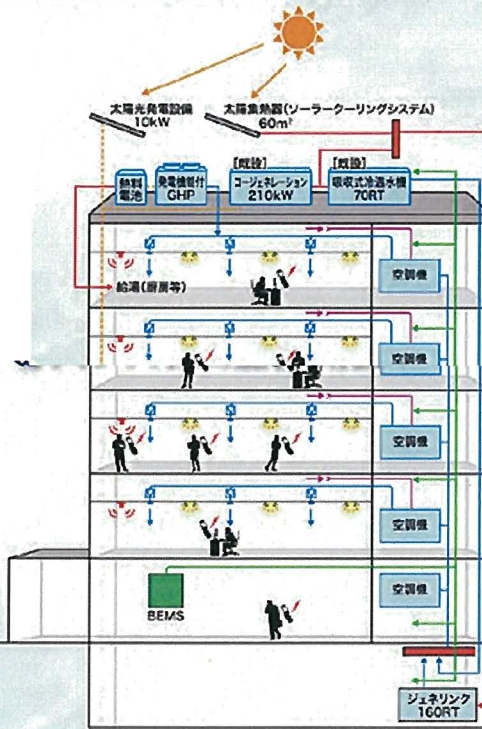 太陽光発電設備
10kW
太陽集熱器(ソーラークーリングシステム)
60m²
燃料
電池
発電機能付
GHP
[既設]
コージェネレーション
210kW
[既設]
吸収式冷温水機
70RT
給湯(厨房等)
空調機
空調機
空調機
空調機
空調機
BEMS
ジェネリンク
160RT